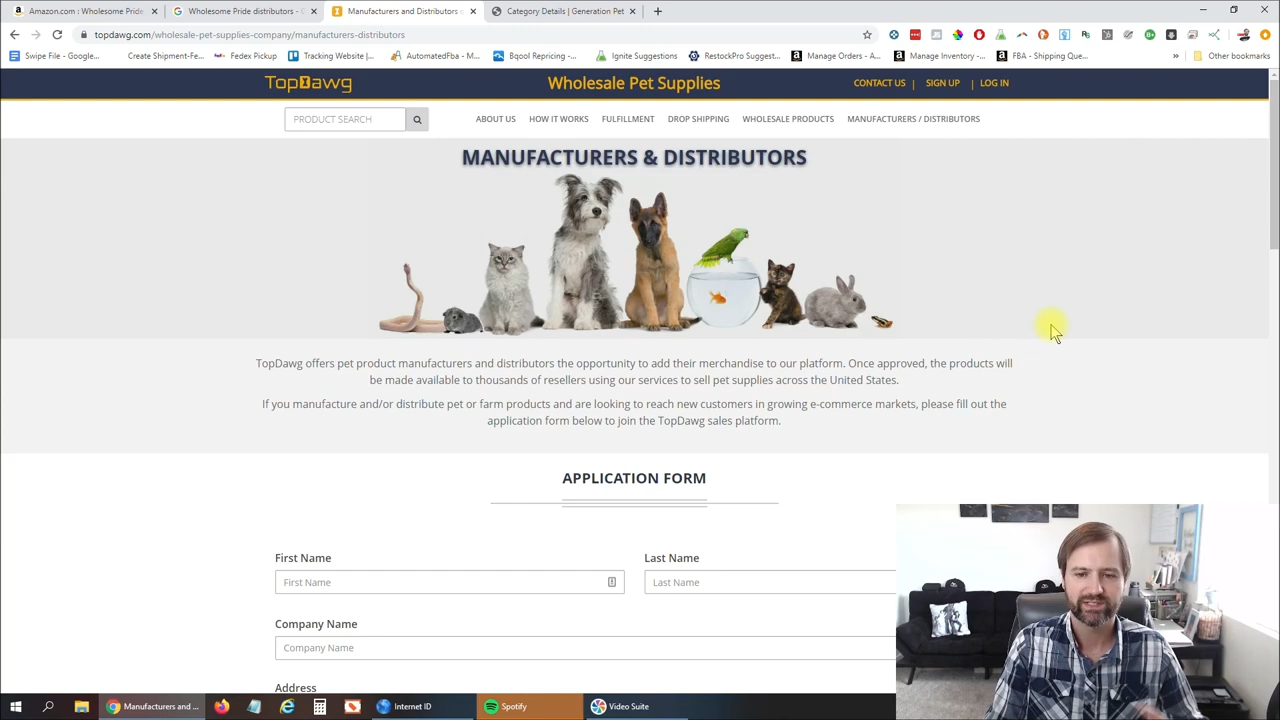 Amazon.com : Wholesome Pride
Wholesome Pride distributors - G
Manufacturers and Distributors o
Category Details | Generation Pet
topdawg.com/wholesale-pet-supplies-company/manufacturers-distributors
Swipe File - Google...
Create Shipment-Fe...
Fedex Pickup
Tracking Website |...
AutomatedFba - M...
Bqool Repricing - ...
Ignite Suggestions
RestockPro Suggest...
Manage Orders - A...
Manage Inventory -...
FBA - Shipping Que...
»
Other bookmarks
TopDawg
Wholesale Pet Supplies
CONTACT US | SIGN UP | LOG IN
PRODUCT SEARCH
ABOUT US HOW IT WORKS FULFILLMENT DROP SHIPPING WHOLESALE PRODUCTS MANUFACTURERS / DISTRIBUTORS
MANUFACTURERS & DISTRIBUTORS
TopDawg offers pet product manufacturers and distributors the opportunity to add their merchandise to our platform. Once approved, the products will
be made available to thousands of resellers using our services to sell pet supplies across the United States.
If you manufacture and/or distribute pet or farm products and are looking to reach new customers in growing e-commerce markets, please fill out the
application form below to join the TopDawg sales platform.
APPLICATION FORM
First Name
Last Name
First Name
Last Name
Company Name
Company Name
Address
Manufacturers and ...
Internet ID
Spotify
Video Suite